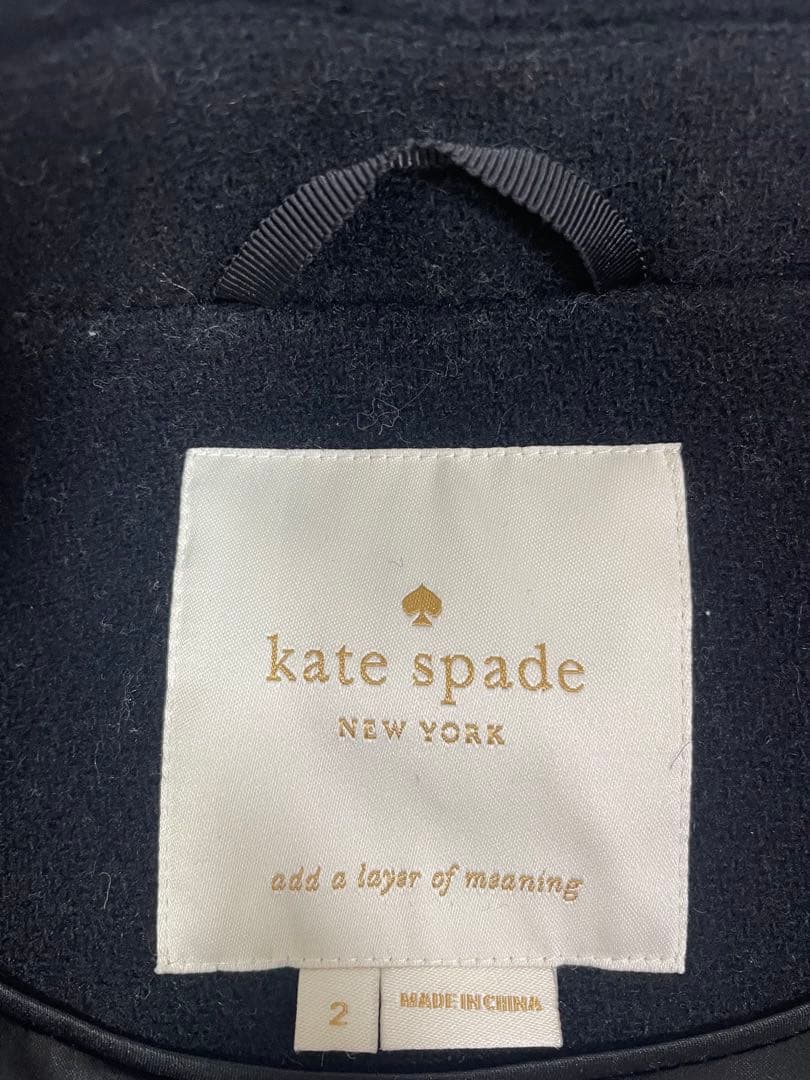 kate spade
NEW YORK
add a layer of meaning
2
MADE IN CHINA